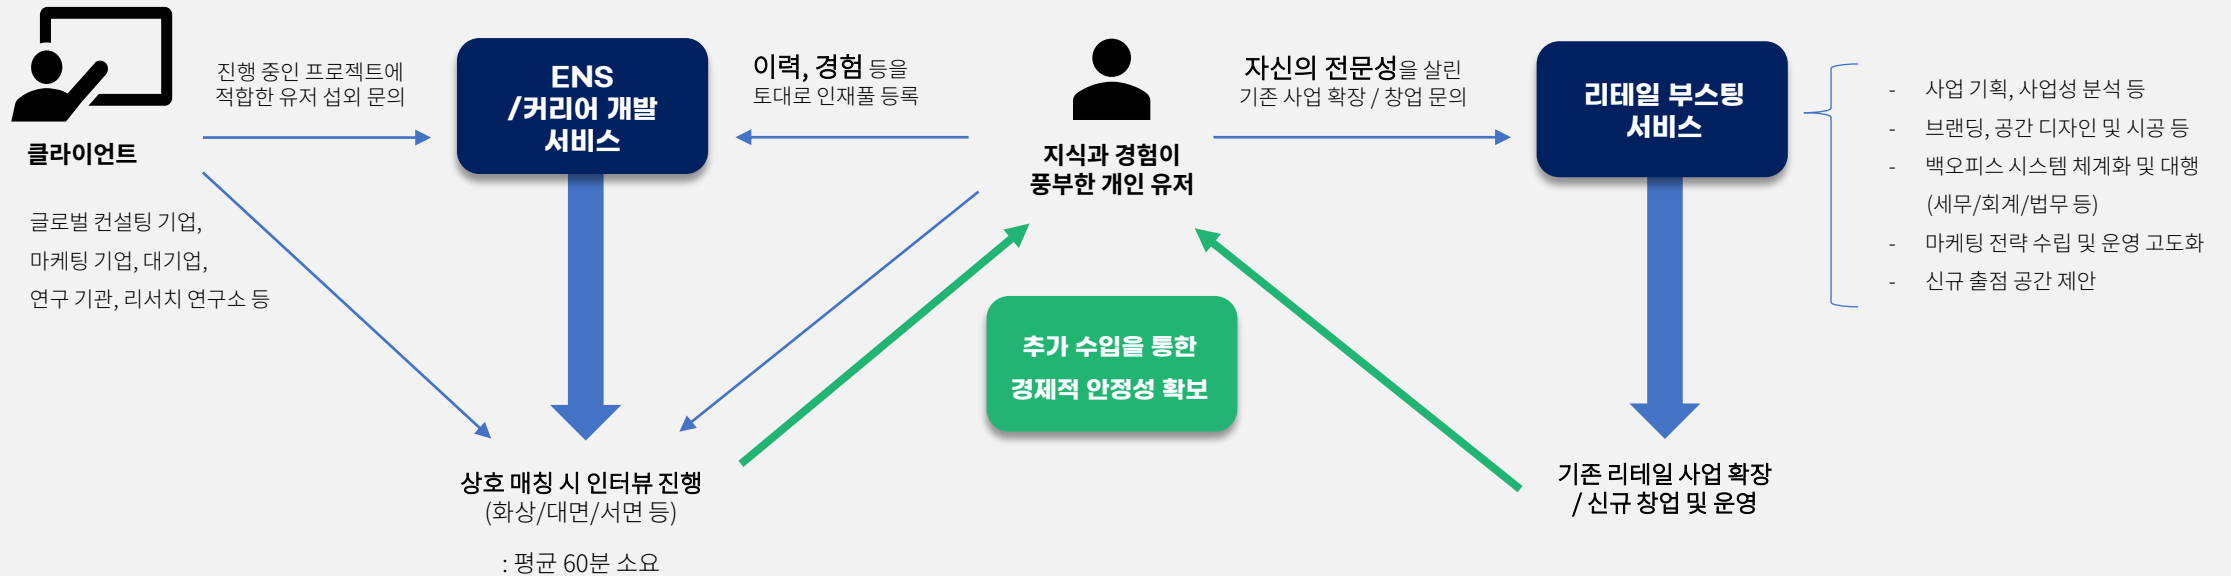 클라이언트
글로벌 컨설팅 기업,
마케팅 기업, 대기업,
연구 기관, 리서치 연구소 등
진행 중인 프로젝트에
적합한 유저 섭외 문의
ENS
/커리어 개발
서비스
이력, 경험 등을
토대로 인재풀 등록
지식과 경험이
풍부한 개인 유저
자신의 전문성을 살린
기존 사업 확장 / 창업 문의
리테일 부스팅
서비스
- 사업 기획, 사업성 분석 등
- 브랜딩, 공간 디자인 및 시공 등
- 백오피스 시스템 체계화 및 대행
(세무/회계/법무 등)
- 마케팅 전략 수립 및 운영 고도화
- 신규 출점 공간 제안
추가 수입을 통한
경제적 안정성 확보
상호 매칭 시 인터뷰 진행
(화상/대면/서면 등)
: 평균 60분 소요
기존 리테일 사업 확장
/ 신규 창업 및 운영